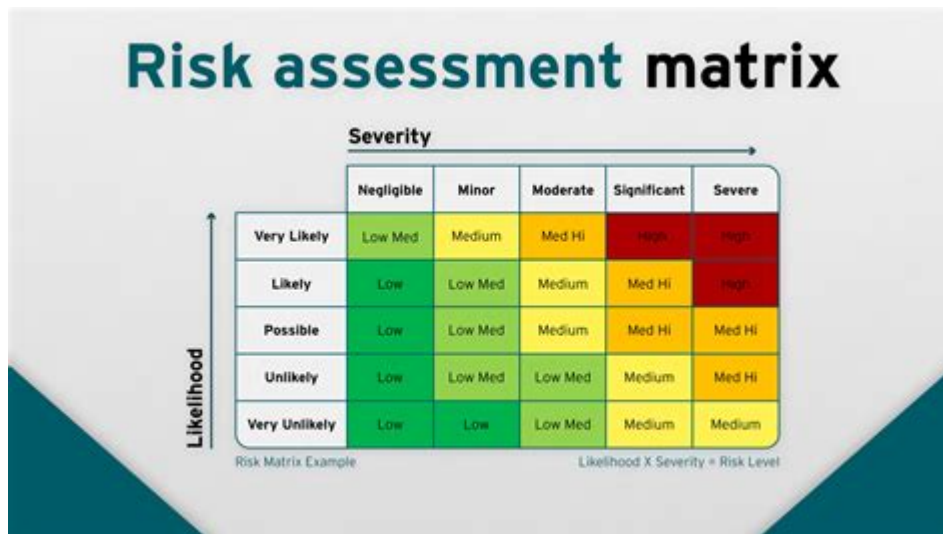 Risk assessment matrix
Severity
Negligible Minor Moderate Significant Severe
Very Likely Low Med Medium Med Hi High High
Likely Low Low Med Medium Med Hi High
Possible Low Low Med Medium Med Hi Med Hi
Unlikely Low Low Med Low Med Medium Med Hi
Very Unlikely Low Low Low Med Medium Medium
Likelihood
Risk Matrix Example Likelihood X Severity = Risk Level